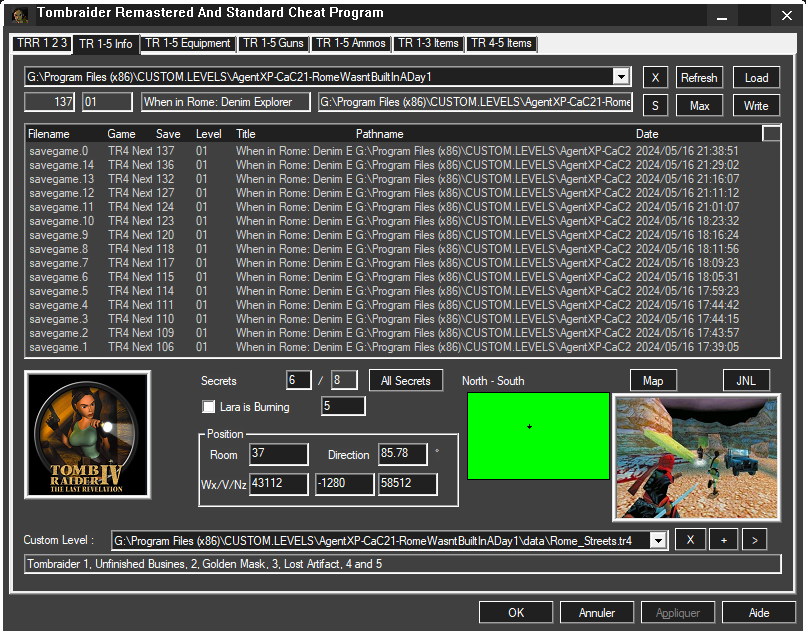 Tombraider Remastered And Standard Cheat Program
TRR 1 2 3 TR 1-5 Info TR 1-5 Equipment TR 1-5 Guns TR 1-5 Ammos TR 1-3 Items TR 4-5 Items
G:\Program Files (x86)\CUSTOM.LEVELS\AgentXP-CaC21-RomeWasntBuiltInADay1 X Refresh Load
137 01 When in Rome: Denim Explorer G:\Program Files (x86)\CUSTOM.LEVELS\AgentXP-CaC21-Rome S Max Write
Filename Game Save Level Title Pathname Date
savegame.0 TR4 Next 137 01 When in Rome: Denim E G:\Program Files (x86)\CUSTOM.LEVELS\AgentXP-CaC2 2024/05/16 21:38:51
savegame.14 TR4 Next 136 01 When in Rome: Denim E G:\Program Files (x86)\CUSTOM.LEVELS\AgentXP-CaC2 2024/05/16 21:29:02
savegame.13 TR4 Next 132 01 When in Rome: Denim E G:\Program Files (x86)\CUSTOM.LEVELS\AgentXP-CaC2 2024/05/16 21:16:07
savegame.12 TR4 Next 127 01 When in Rome: Denim E G:\Program Files (x86)\CUSTOM.LEVELS\AgentXP-CaC2 2024/05/16 21:11:12
savegame.11 TR4 Next 124 01 When in Rome: Denim E G:\Program Files (x86)\CUSTOM.LEVELS\AgentXP-CaC2 2024/05/16 21:01:07
savegame.10 TR4 Next 123 01 When in Rome: Denim E G:\Program Files (x86)\CUSTOM.LEVELS\AgentXP-CaC2 2024/05/16 18:23:32
savegame.9 TR4 Next 120 01 When in Rome: Denim E G:\Program Files (x86)\CUSTOM.LEVELS\AgentXP-CaC2 2024/05/16 18:16:24
savegame.8 TR4 Next 118 01 When in Rome: Denim E G:\Program Files (x86)\CUSTOM.LEVELS\AgentXP-CaC2 2024/05/16 18:11:56
savegame.7 TR4 Next 117 01 When in Rome: Denim E G:\Program Files (x86)\CUSTOM.LEVELS\AgentXP-CaC2 2024/05/16 18:09:23
savegame.6 TR4 Next 115 01 When in Rome: Denim E G:\Program Files (x86)\CUSTOM.LEVELS\AgentXP-CaC2 2024/05/16 18:05:31
savegame.5 TR4 Next 114 01 When in Rome: Denim E G:\Program Files (x86)\CUSTOM.LEVELS\AgentXP-CaC2 2024/05/16 17:59:23
savegame.4 TR4 Next 111 01 When in Rome: Denim E G:\Program Files (x86)\CUSTOM.LEVELS\AgentXP-CaC2 2024/05/16 17:44:42
savegame.3 TR4 Next 110 01 When in Rome: Denim E G:\Program Files (x86)\CUSTOM.LEVELS\AgentXP-CaC2 2024/05/16 17:44:15
savegame.2 TR4 Next 109 01 When in Rome: Denim E G:\Program Files (x86)\CUSTOM.LEVELS\AgentXP-CaC2 2024/05/16 17:43:57
savegame.1 TR4 Next 106 01 When in Rome: Denim E G:\Program Files (x86)\CUSTOM.LEVELS\AgentXP-CaC2 2024/05/16 17:39:05
Secrets 6 / 8 All Secrets North - South Map JNL
Lara is Burning 5
Position
Room 37 Direction 85.78 °
Wx/V/Nz 43112 -1280 58512
TOMB
RAIDER IV
THE LAST REVELATION
Custom Level : G:\Program Files (x86)\CUSTOM.LEVELS\AgentXP-CaC21-RomeWasntBuiltInADay1\data\Rome_Streets.tr4 X + >
Tombraider 1, Unfinished Busines, 2, Golden Mask, 3, Lost Artifact, 4 and 5
OK Annuler Appliquer Aide